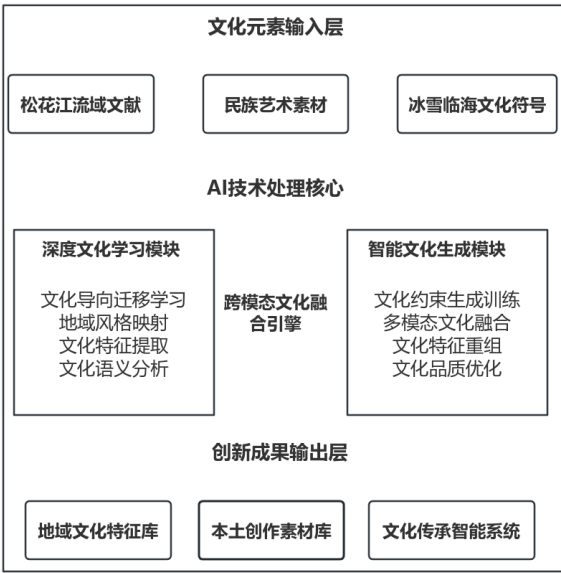 文化元素输入层
松花江流域文献
民族艺术素材
冰雪临海文化符号
AI技术处理核心
深度文化学习模块
文化导向迁移学习
地域风格映射
文化特征提取
文化语义分析
跨模态文化融
合引擎
智能文化生成模块
文化约束生成训练
多模态文化融合
文化特征重组
文化品质优化
创新成果输出层
地域文化特征库
本土创作素材库
文化传承智能系统